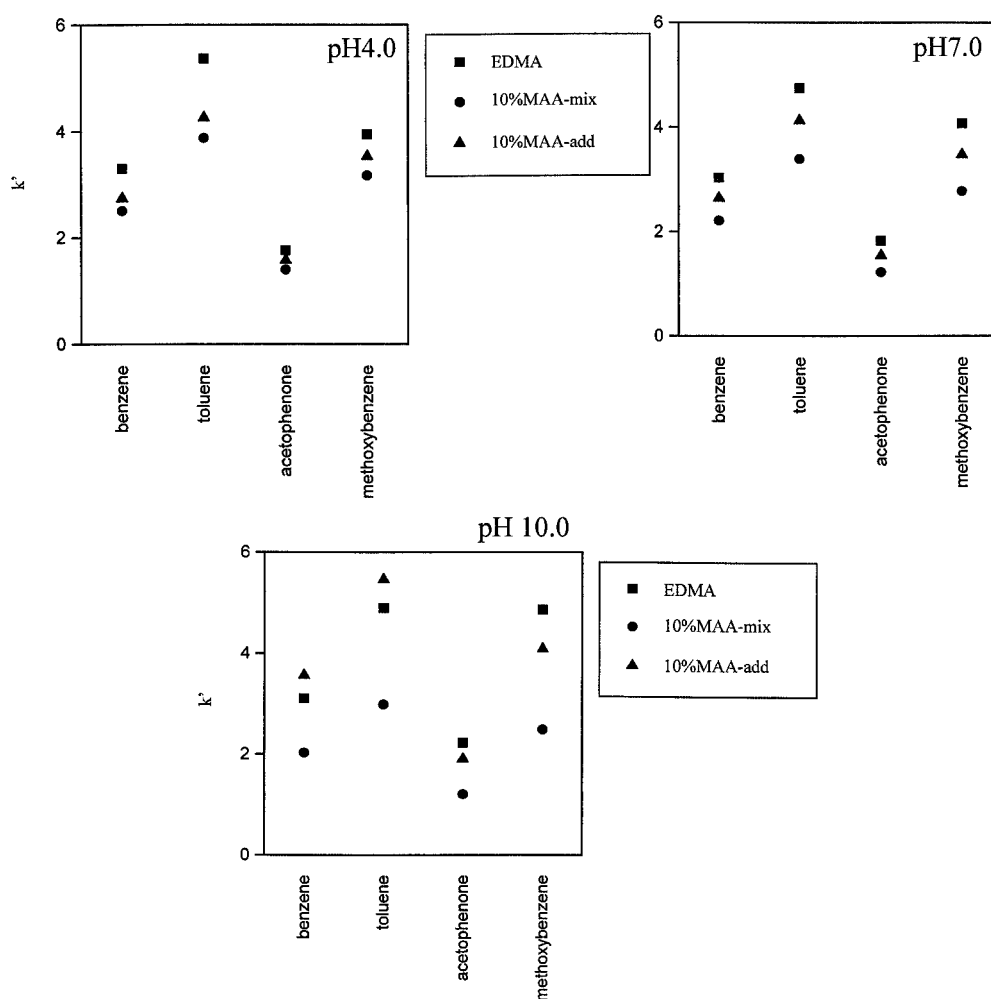 pH4.0
6
4
2
0
k'
benzene
toluene
acetophenone
methoxybenzene
EDMA
10%MAA-mix
10%MAA-add
pH7.0
6
4
2
0
benzene
toluene
acetophenone
methoxybenzene
pH 10.0
6
4
2
0
k'
benzene
toluene
acetophenone
methoxybenzene
EDMA
10%MAA-mix
10%MAA-add